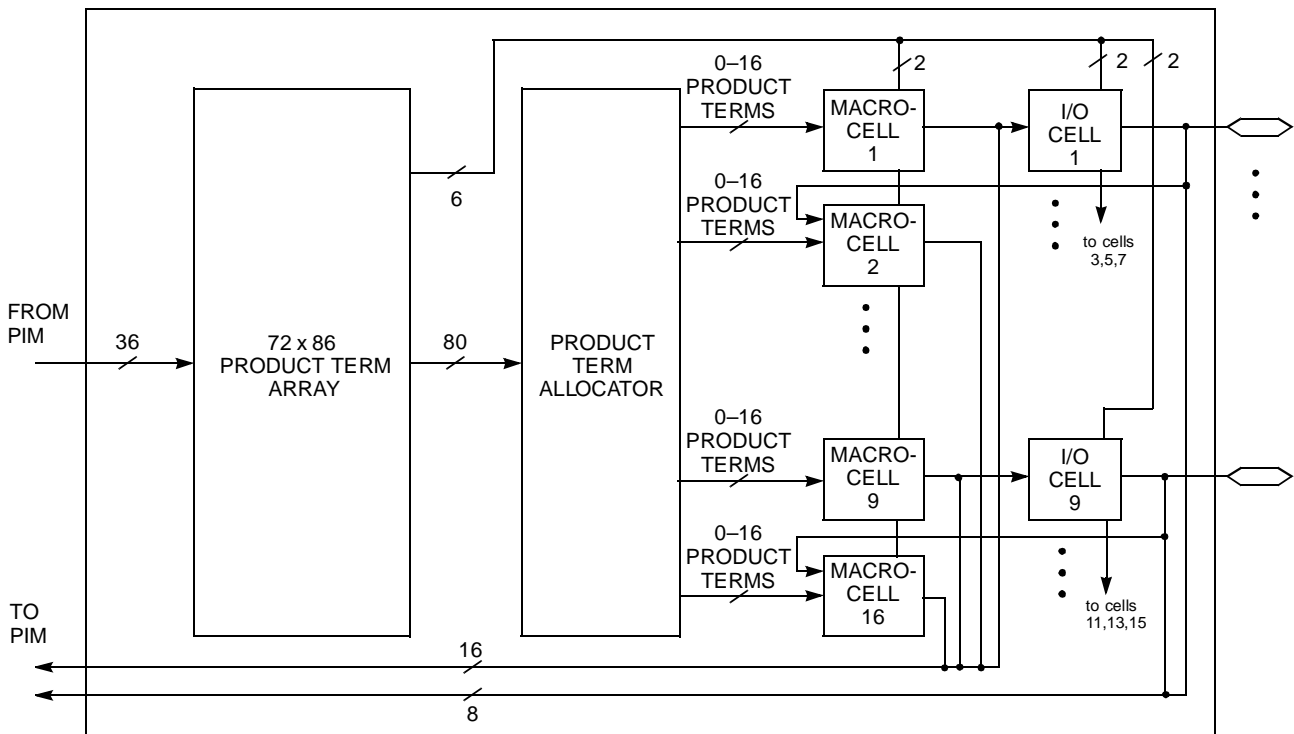 0–16
PRODUCT
TERMS
2
2
2
MACRO-
CELL
1
I/O
CELL
1
6
0–16
PRODUCT
TERMS
MACRO-
CELL
2
to cells
3,5,7
FROM
PIM
36
72 x 86
PRODUCT TERM
ARRAY
80
PRODUCT
TERM
ALLOCATOR
0–16
PRODUCT
TERMS
MACRO-
CELL
9
I/O
CELL
9
0–16
PRODUCT
TERMS
MACRO-
CELL
16
to cells
11,13,15
TO
PIM
16
8